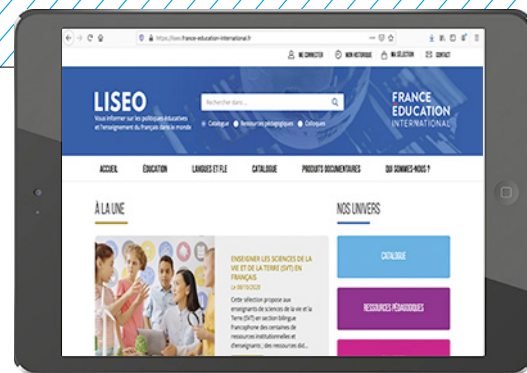 https://liseo.france-education-international.fr
ME CONNECTER MON HISTORIQUE MA SÉLECTION CONTACT
LISEO
Vous informer sur les politiques éducatives
et l'enseignement du français dans le monde
Rechercher dans ...
Catalogue Ressources pédagogiques Colloques
FRANCE
EDUCATION
INTERNATIONAL
ACCUEIL ÉDUCATION LANGUES ET FLE CATALOGUE PRODUITS DOCUMENTAIRES QUI SOMMES-NOUS ?
À LA UNE
ENSEIGNER LES SCIENCES DE LA
VIE ET DE LA TERRE (SVT) EN
FRANÇAIS
Le 08/10/2020
Cette sélection propose aux
enseignants de sciences de la vie et la
Terre (SVT) en section bilingue
francophone des centaines de
ressources institutionnelles et
d'enseignants ; des ressources did...
NOS UNIVERS
CATALOGUE
RESSOURCES PÉDAGOGIQUES